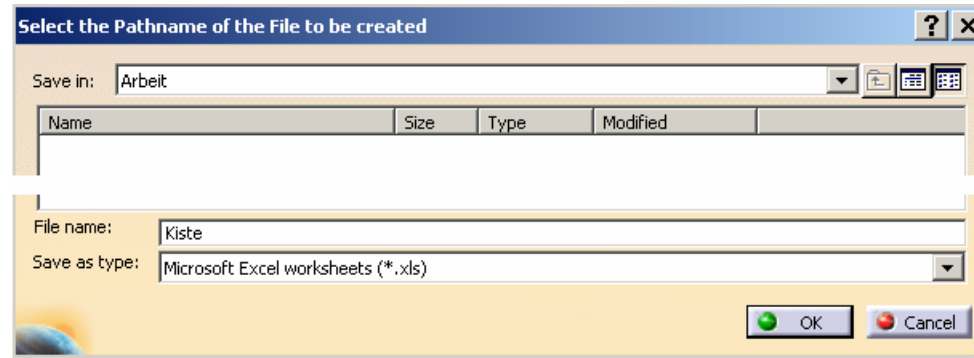 Select the Pathname of the File to be created
Save in: Arbeit
Name Size Type Modified
File name: Kiste
Save as type: Microsoft Excel worksheets (*.xls)
OK Cancel